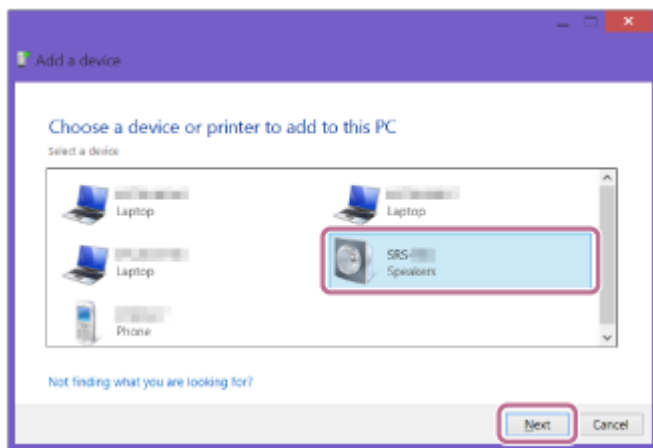 Add a device
Choose a device or printer to add to this PC
Select a device
Laptop
Laptop
Laptop
SRS-
Speakers
Phone
Not finding what you are looking for?
Next
Cancel